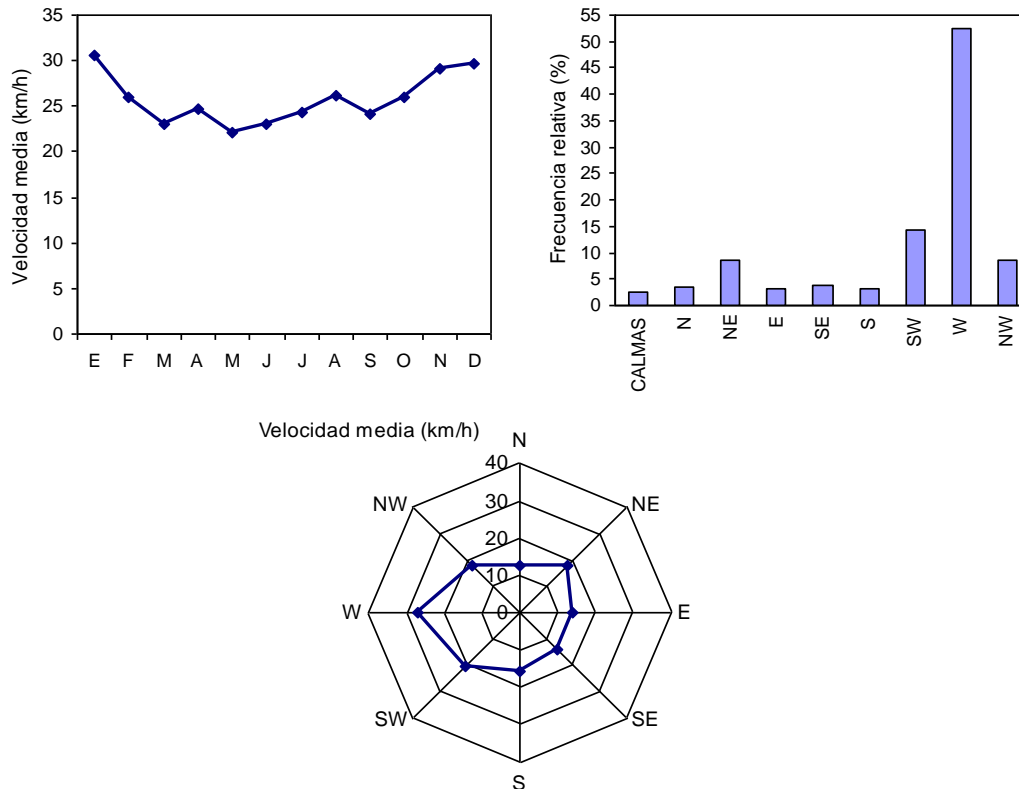 Velocidad media (km/h)
35
30
25
20
15
10
5
0
E F M A M J J A S O N D
Frecuencia relativa (%)
55
50
45
40
35
30
25
20
15
10
5
0
CALMAS
N
NE
E
SE
S
SW
W
NW
Velocidad media (km/h)
N
40
NW
NE
30
20
10
W
0
E
SW
SE
S